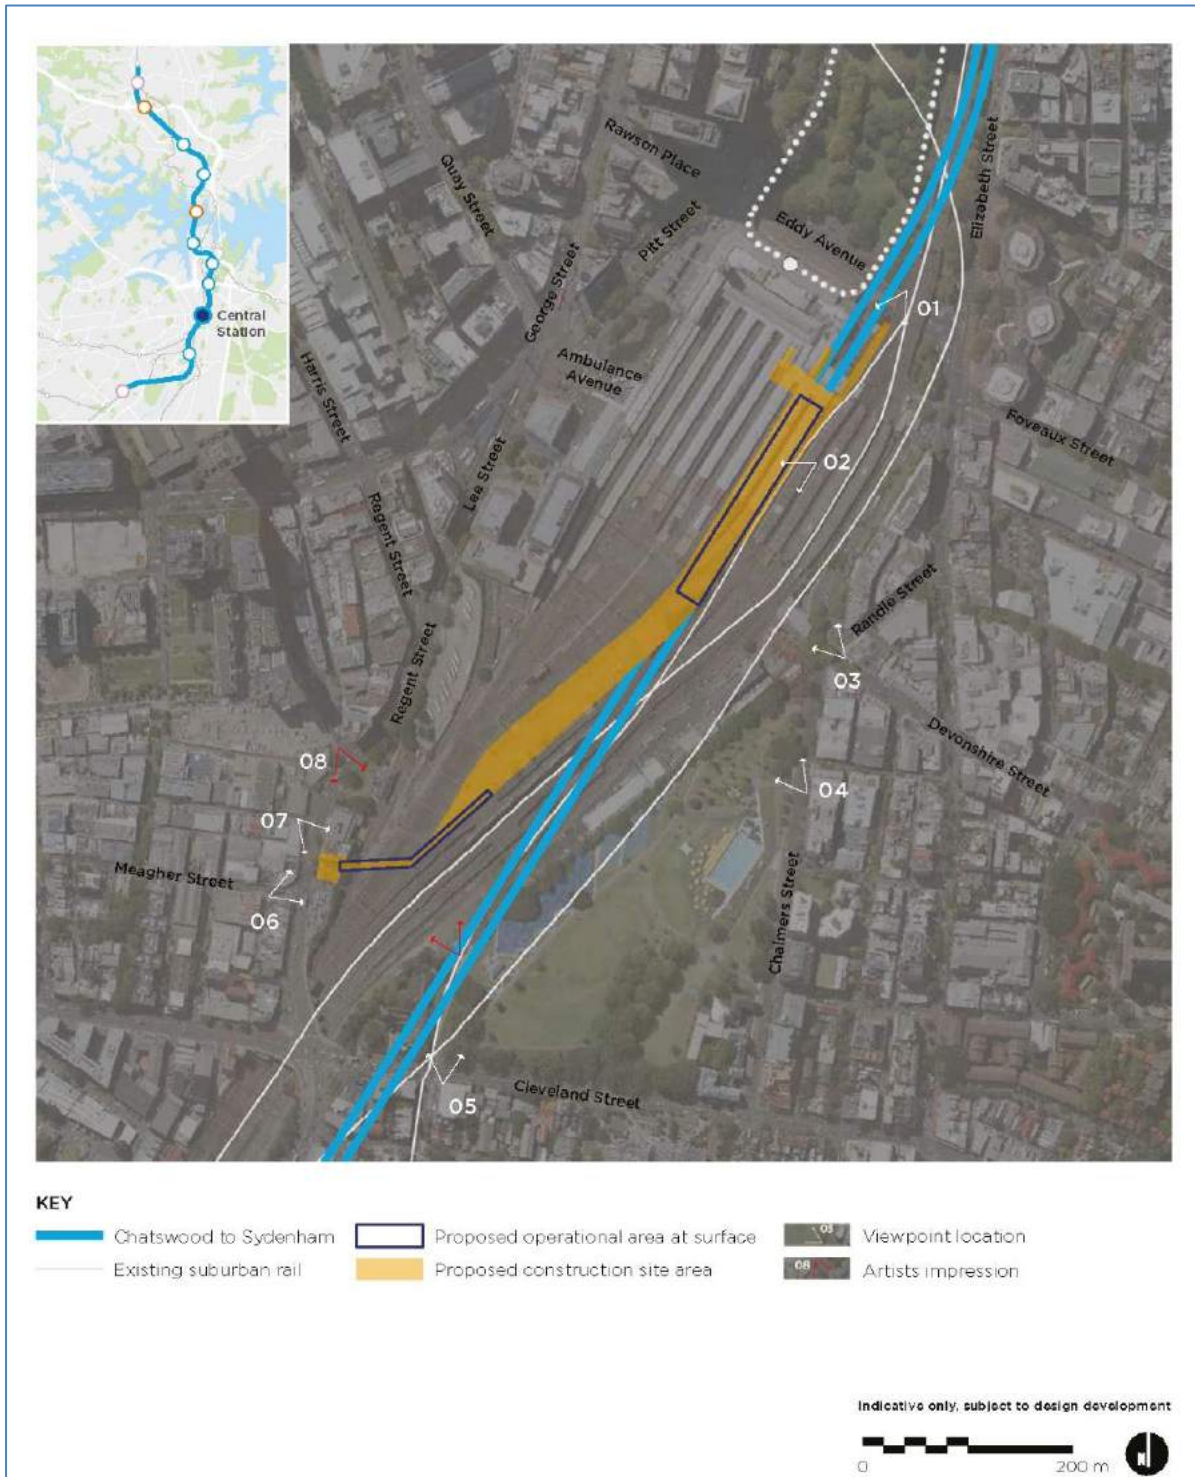 Central
Station
Rawson Place
Quay Street
Pitt Street
Eddy Avenue
Elizabeth Street
George Street
01
Ambulance
Avenue
Harris Street
Foveaux Street
Lee Street
02
Regent Street
Randle Street
Regent Street
03
Devonshire Street
08
04
07
Meagher Street
06
Chalmers Street
Cleveland Street
05
KEY
Chatswood to Sydenham
Proposed operational area at surface
03
Viewpoint location
Existing suburban rail
Proposed construction site area
08
Artists impression
Indicative only, subject to design development
0
200 m
N